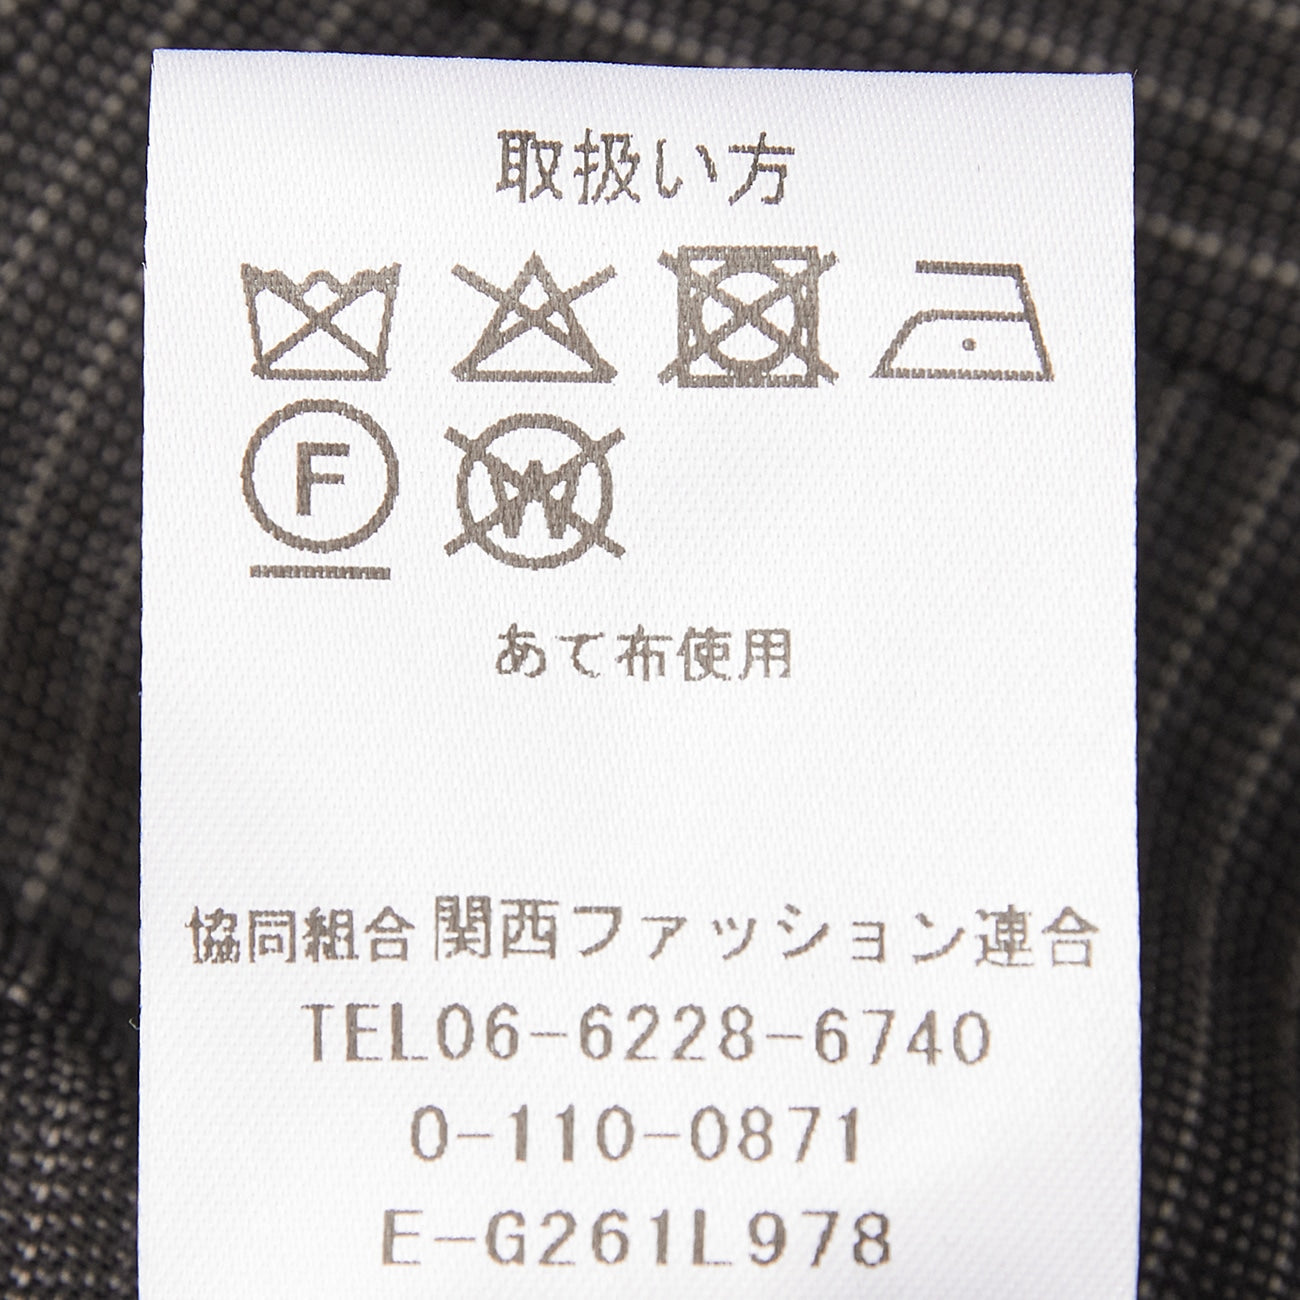 取扱い方
F
W
あて布使用
協同組合関西ファッション連合
TEL06-6228-6740
0-110-0871
E-G261L978